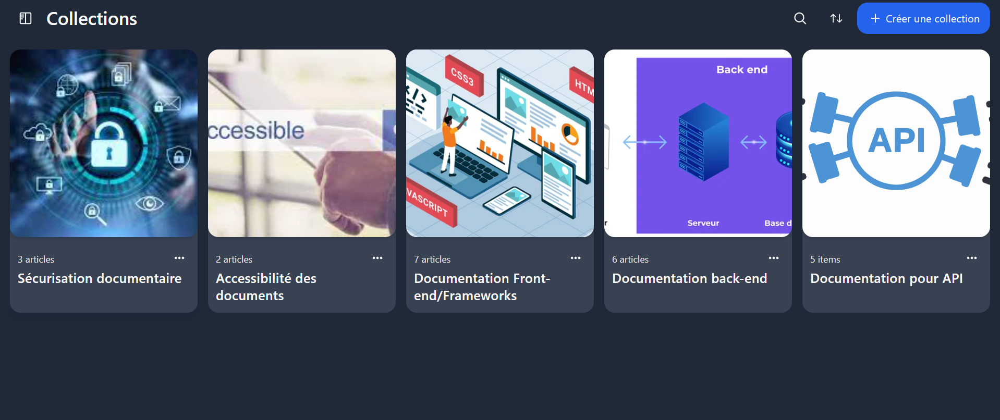 Collections
Créer une collection
ccessible
CSS3
HTM
VASCRIPT
Back end
Serveur
Base d
API
3 articles
Sécurisation documentaire
2 articles
Accessibilité des
documents
7 articles
Documentation Front-
end/Frameworks
6 articles
Documentation back-end
5 items
Documentation pour API